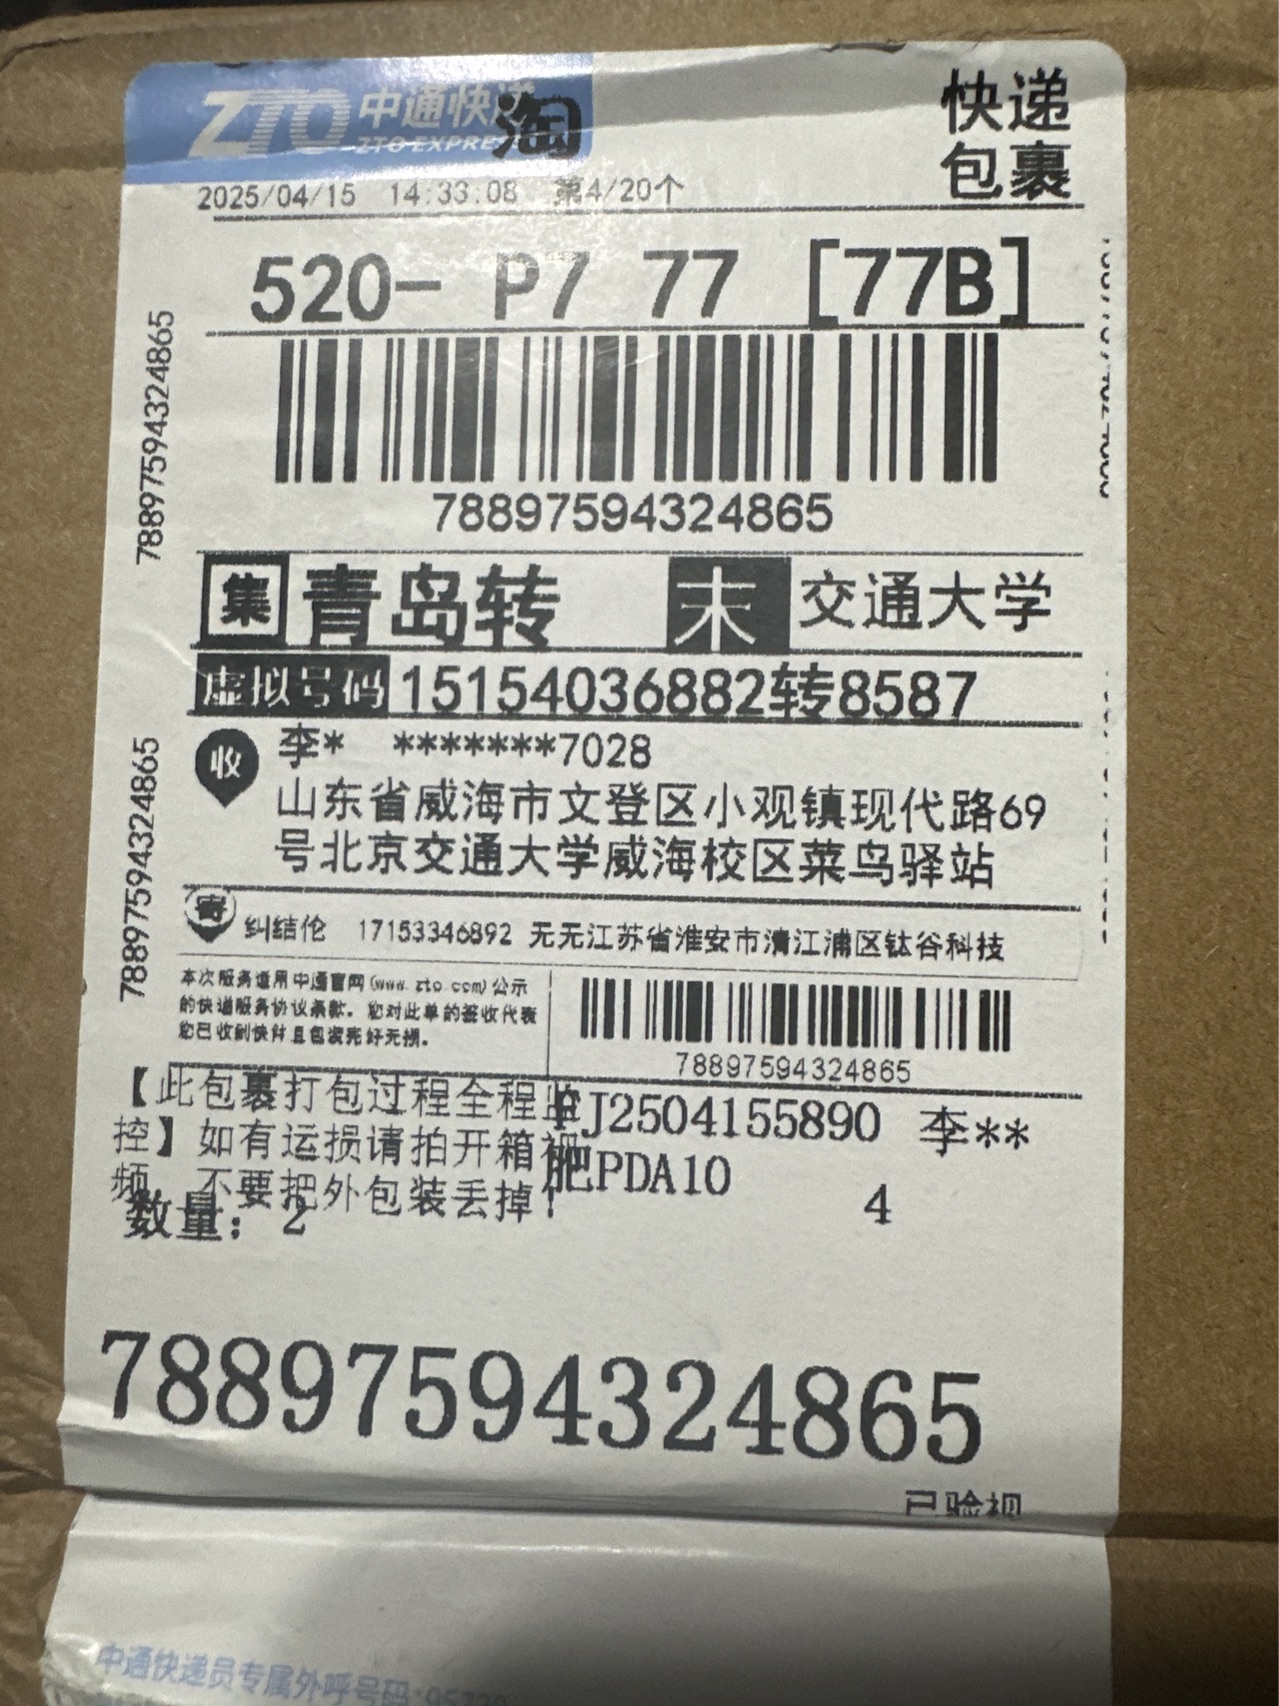 ZTO 中通快递
ZTO EXPRESS
淘
快递
包裹
2025/04/15 14:33:08 第4/20个
520- P7 77 [77B]
78897594324865
78897594324865
集 青岛转 末 交通大学
虚拟号码 15154036882转8587
收 李* *******7028
山东省威海市文登区小观镇现代路69
号北京交通大学威海校区菜鸟驿站
78897594324865
寄 纠结伦 17153346892 无无江苏省淮安市清江浦区钛谷科技
本次服务适用中通官网(www.zto.com)公示
的快递服务协议条款。您对此单的签收代表
您已收到快件且包裹完好无损。
78897594324865
【此包裹打包过程全程监
控】如有运损请拍开箱视
频，不要把外包装丢掉！
数量：2
FJ2504155890 李**
肥PDA10
4
78897594324865
已验视
中通快递员专属外呼号码:95720